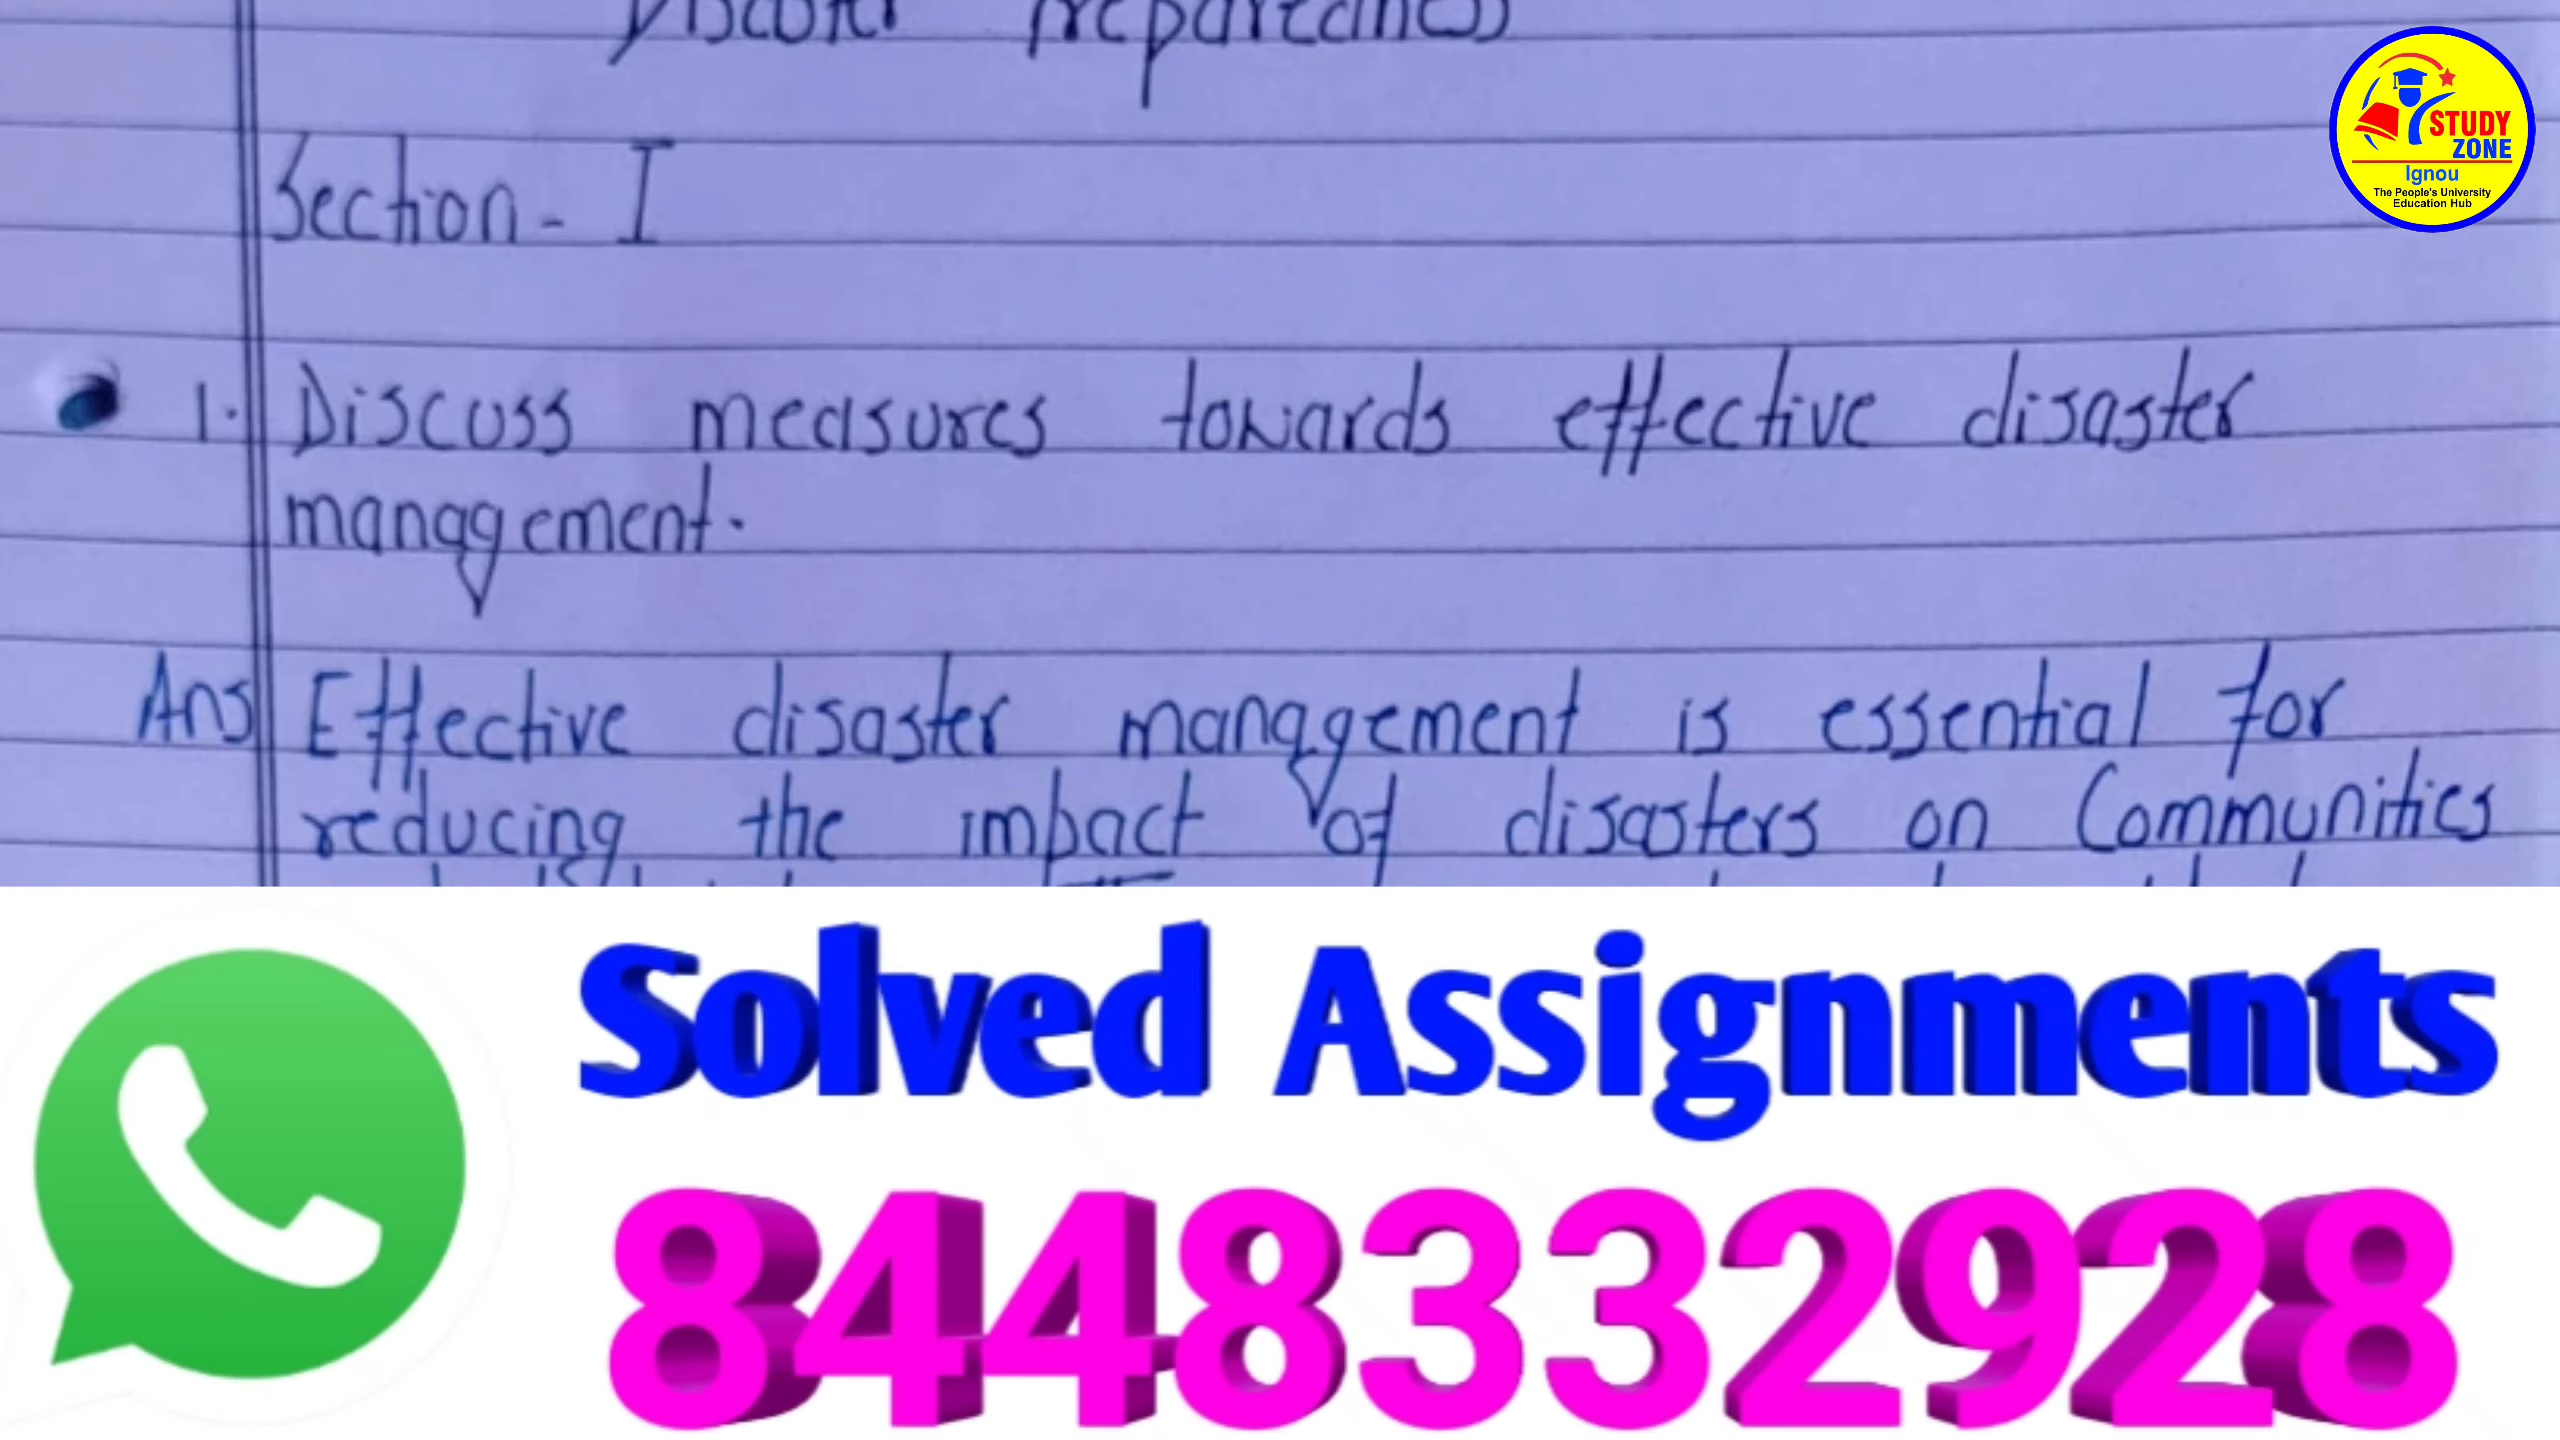 Disaster Preparedness
Section - I
1. Discuss measures towards effective disaster
management.
Ans Effective disaster management is essential for
reducing the impact of disasters on Communities
STUDY
ZONE
Ignou
The People's University
Education Hub
Solved Assignments
8448332928